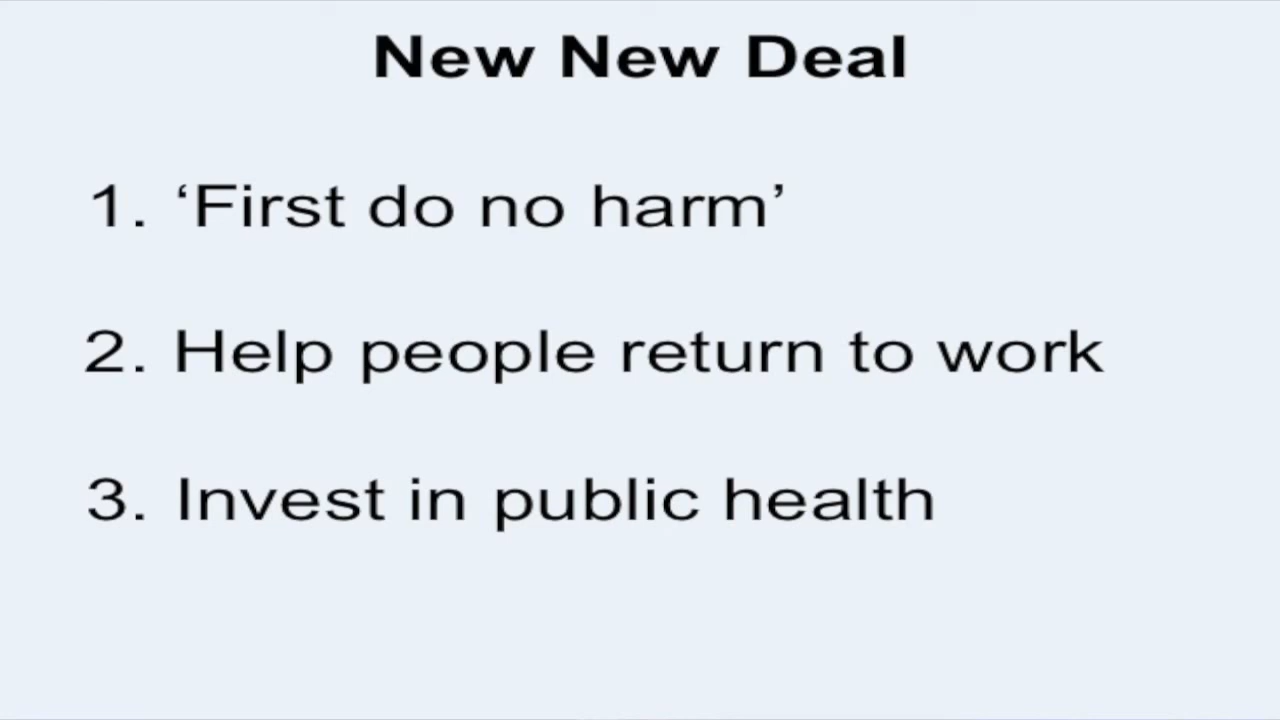 New New Deal
1. ‘First do no harm’
2. Help people return to work
3. Invest in public health